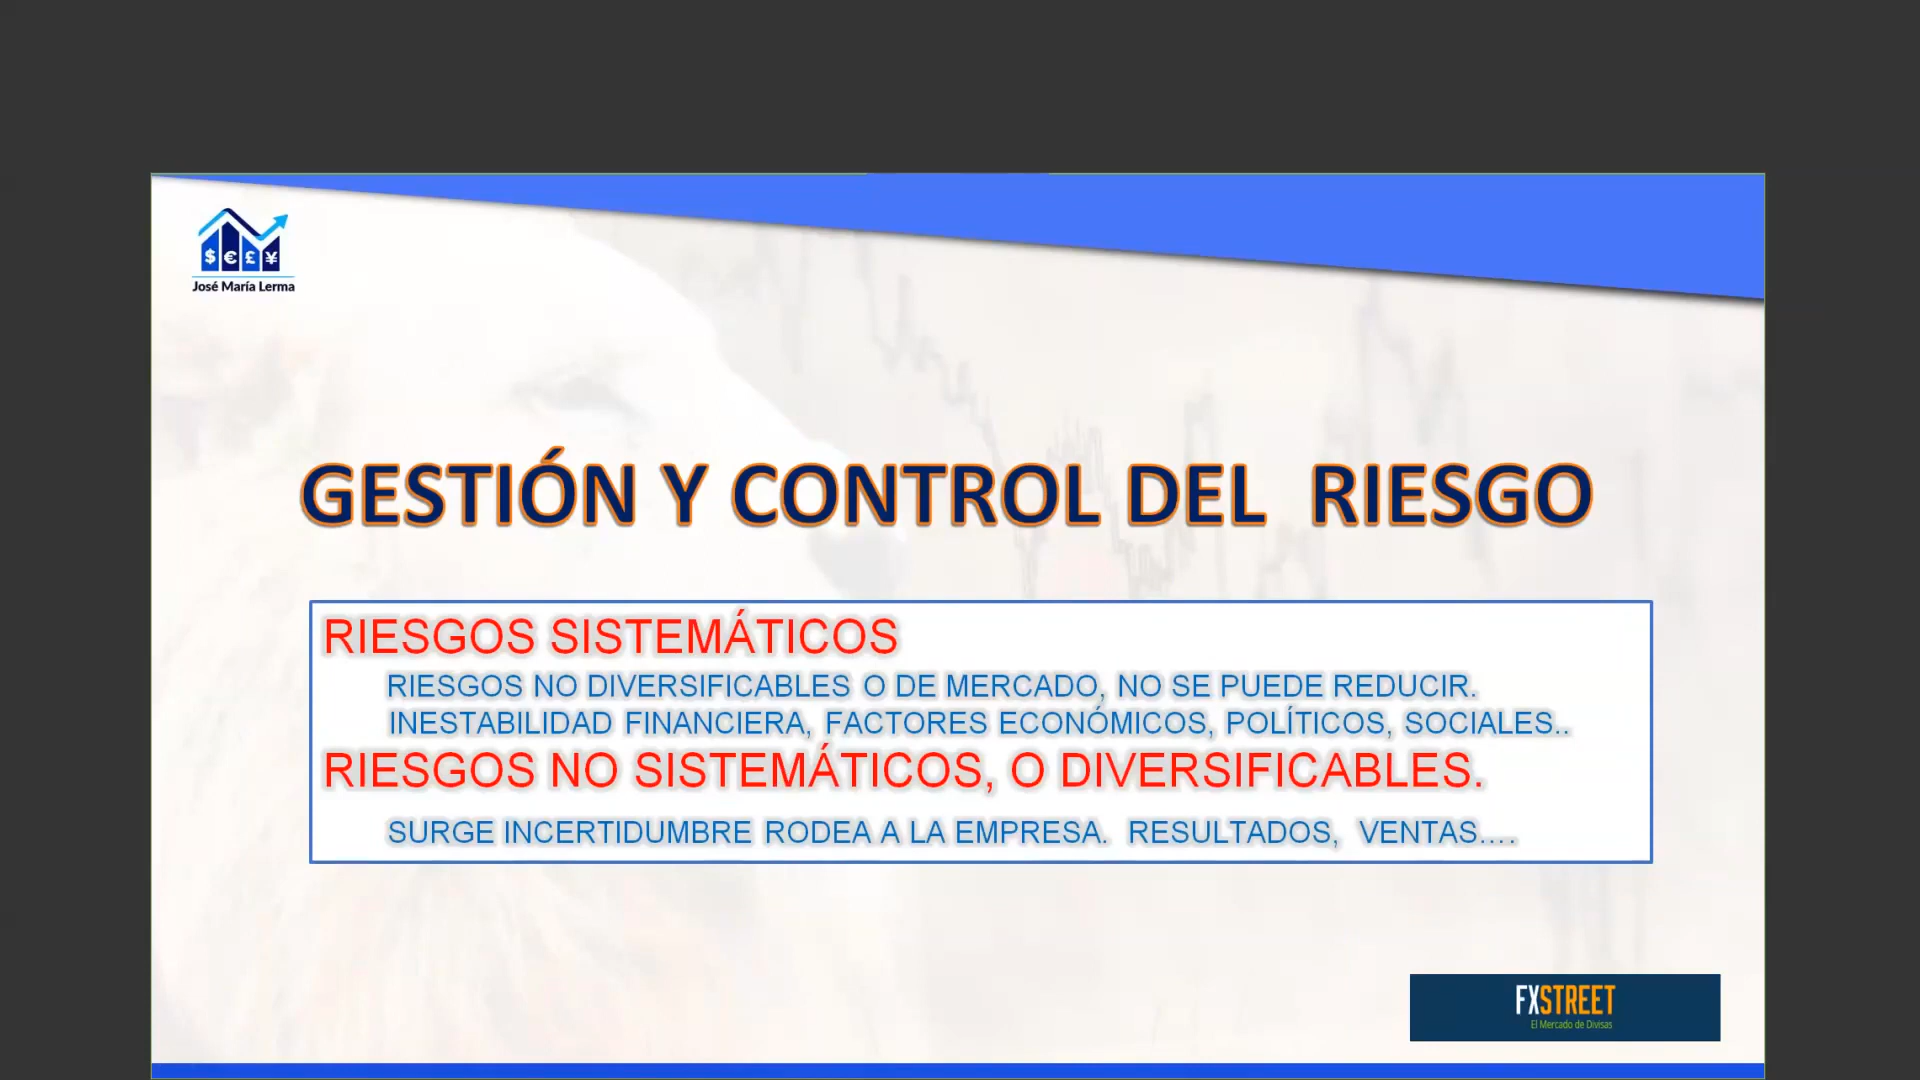 $ € £ ¥
José María Lerma
GESTIÓN Y CONTROL DEL RIESGO
RIESGOS SISTEMÁTICOS
RIESGOS NO DIVERSIFICABLES O DE MERCADO, NO SE PUEDE REDUCIR.
INESTABILIDAD FINANCIERA, FACTORES ECONÓMICOS, POLÍTICOS, SOCIALES..
RIESGOS NO SISTEMÁTICOS, O DIVERSIFICABLES.
SURGE INCERTIDUMBRE RODEA A LA EMPRESA. RESULTADOS, VENTAS....
FXSTREET
El Mercado de Divisas